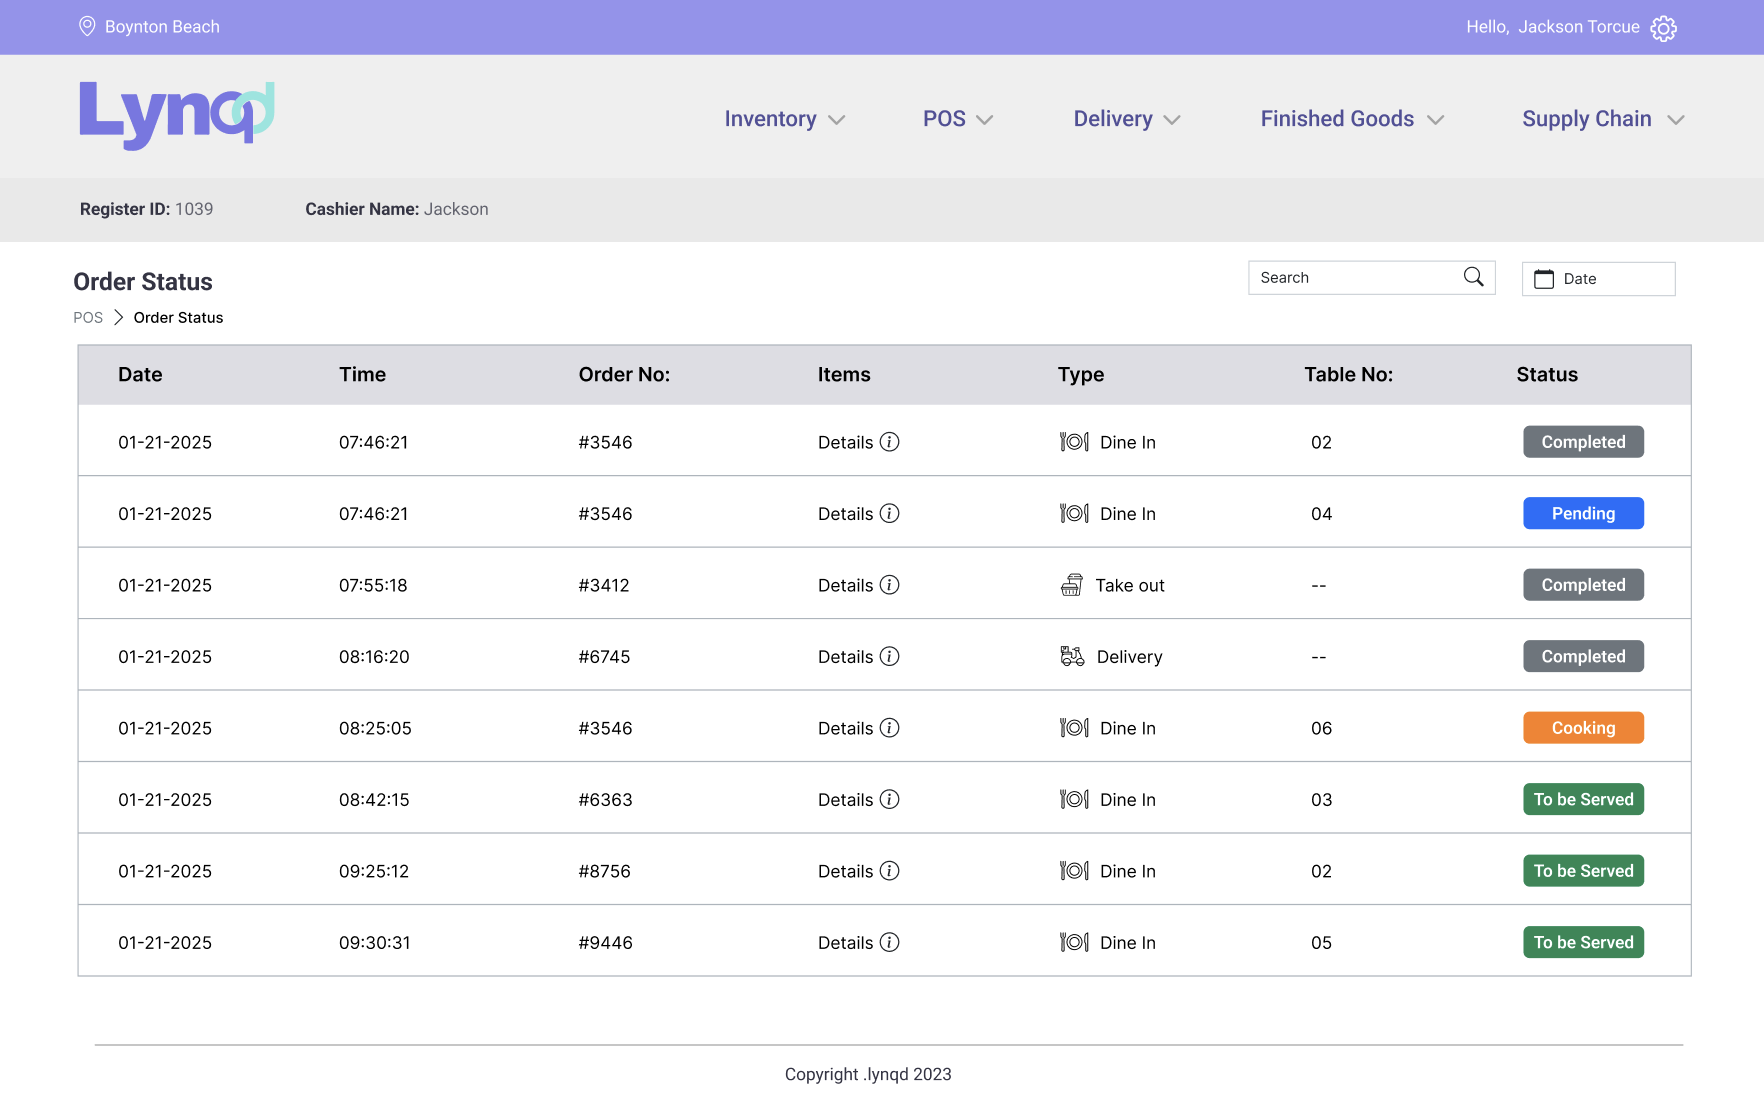 Boynton Beach
Hello, Jackson Torcue
Lynqd
Inventory POS Delivery Finished Goods Supply Chain
Register ID: 1039 Cashier Name: Jackson
Order Status
Search
Date
POS Order Status
Date Time Order No: Items Type Table No: Status
01-21-2025 07:46:21 #3546 Details Dine In 02 Completed
01-21-2025 07:46:21 #3546 Details Dine In 04 Pending
01-21-2025 07:55:18 #3412 Details Take out -- Completed
01-21-2025 08:16:20 #6745 Details Delivery -- Completed
01-21-2025 08:25:05 #3546 Details Dine In 06 Cooking
01-21-2025 08:42:15 #6363 Details Dine In 03 To be Served
01-21-2025 09:25:12 #8756 Details Dine In 02 To be Served
01-21-2025 09:30:31 #9446 Details Dine In 05 To be Served
Copyright .lynqd 2023